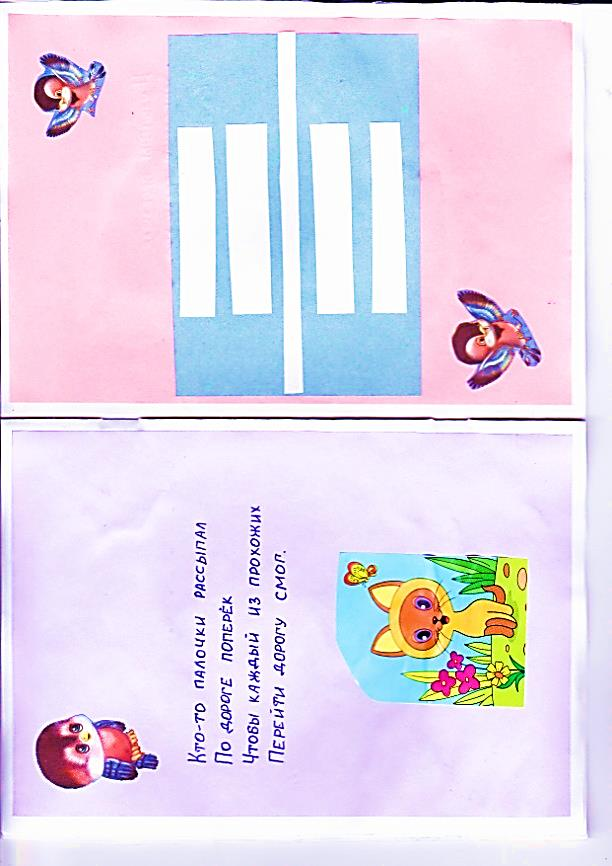 Кто-то палочки рассыпал
По дороге поперёк
Чтобы каждый из прохожих
Перейти дорогу смог.